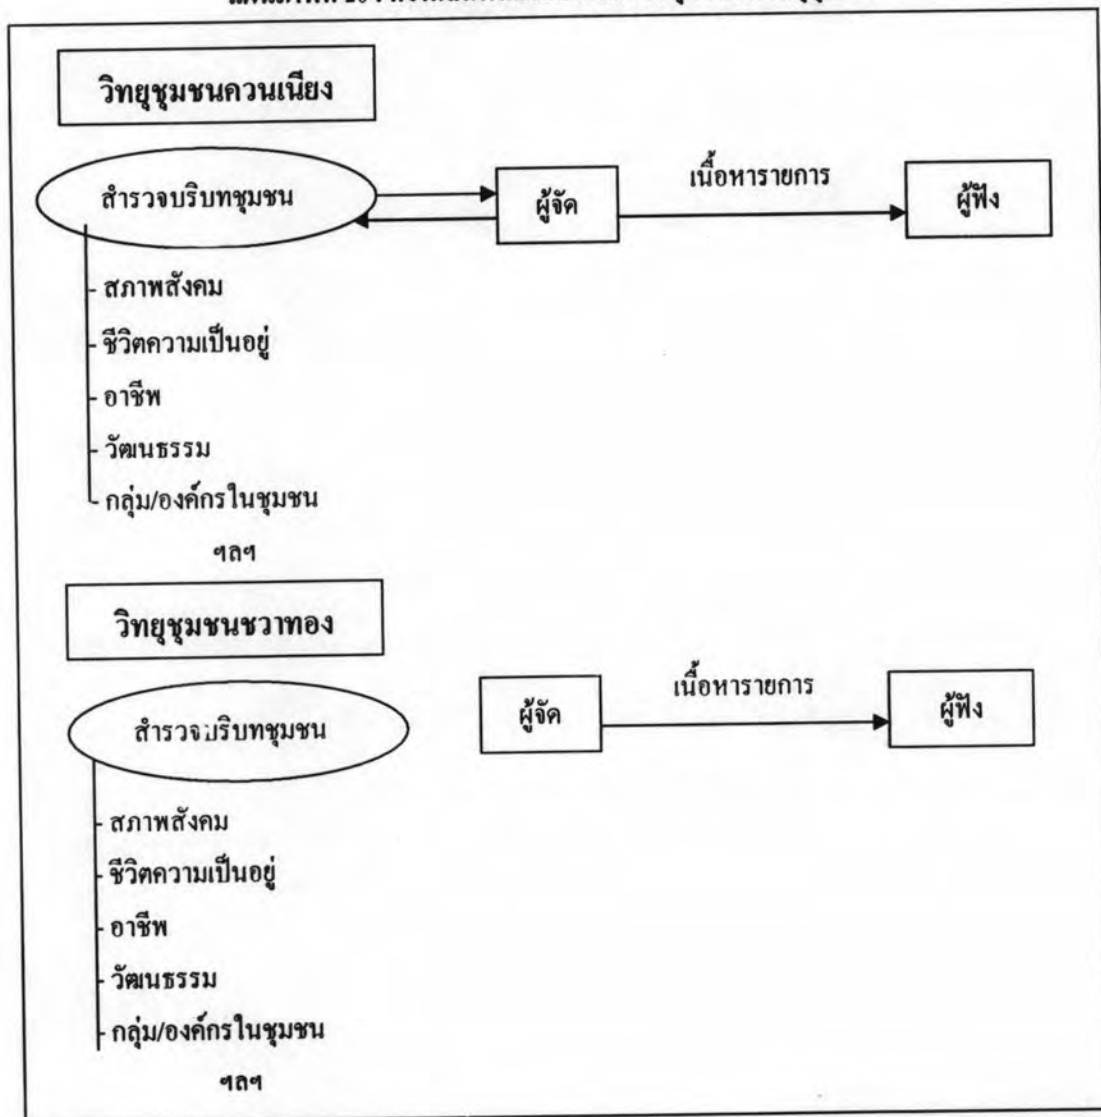 วิทยุชุมชนควนเนียง
สำรวจบริบทชุมชน
ผู้จัด
เนื้อหารายการ
ผู้ฟัง
- สภาพสังคม
- ชีวิตความเป็นอยู่
- อาชีพ
- วัฒนธรรม
- กลุ่ม/องค์กรในชุมชน
ฯลฯ
วิทยุชุมชนชวาทอง
สำรวจบริบทชุมชน
ผู้จัด
เนื้อหารายการ
ผู้ฟัง
- สภาพสังคม
- ชีวิตความเป็นอยู่
- อาชีพ
- วัฒนธรรม
- กลุ่ม/องค์กรในชุมชน
ฯลฯ